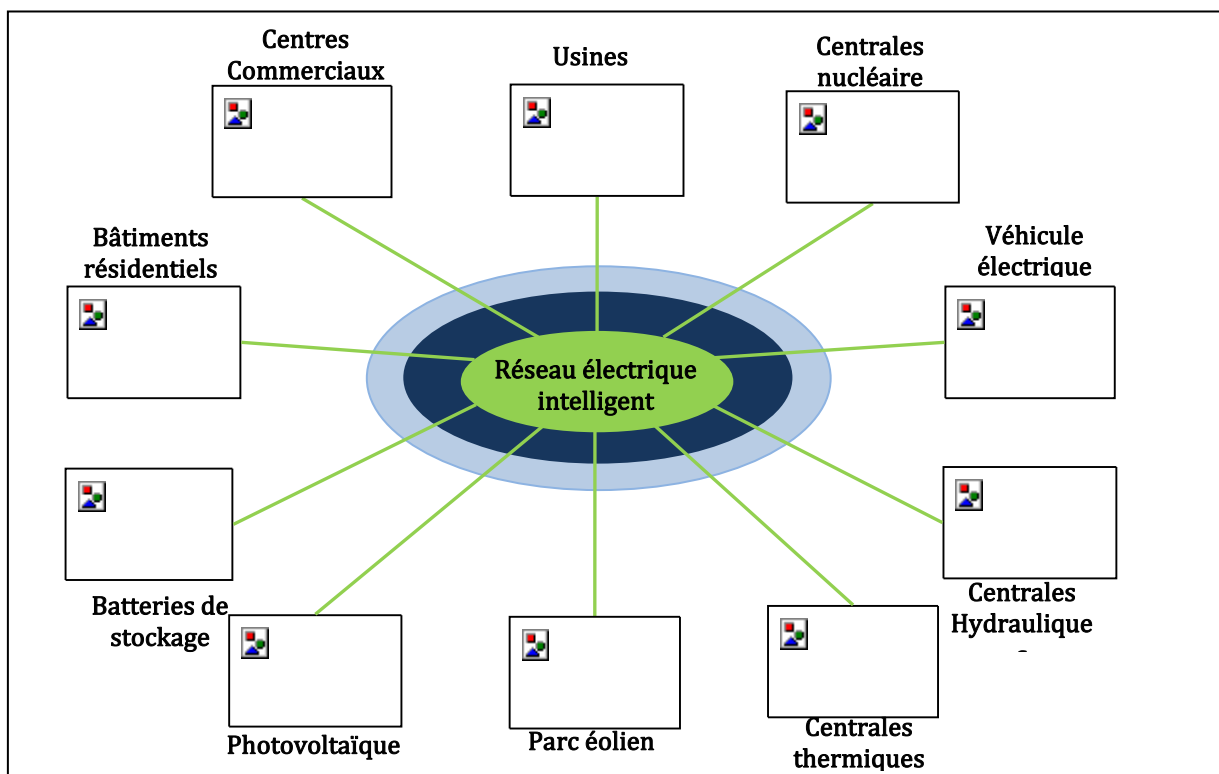 Centres
Commerciaux
Usines
Centrales
nucléaire
Bâtiments
résidentiels
Véhicule
électrique
Réseau électrique
intelligent
Batteries de
stockage
Centrales
Hydraulique
Photovoltaïque
Parc éolien
Centrales
thermiques